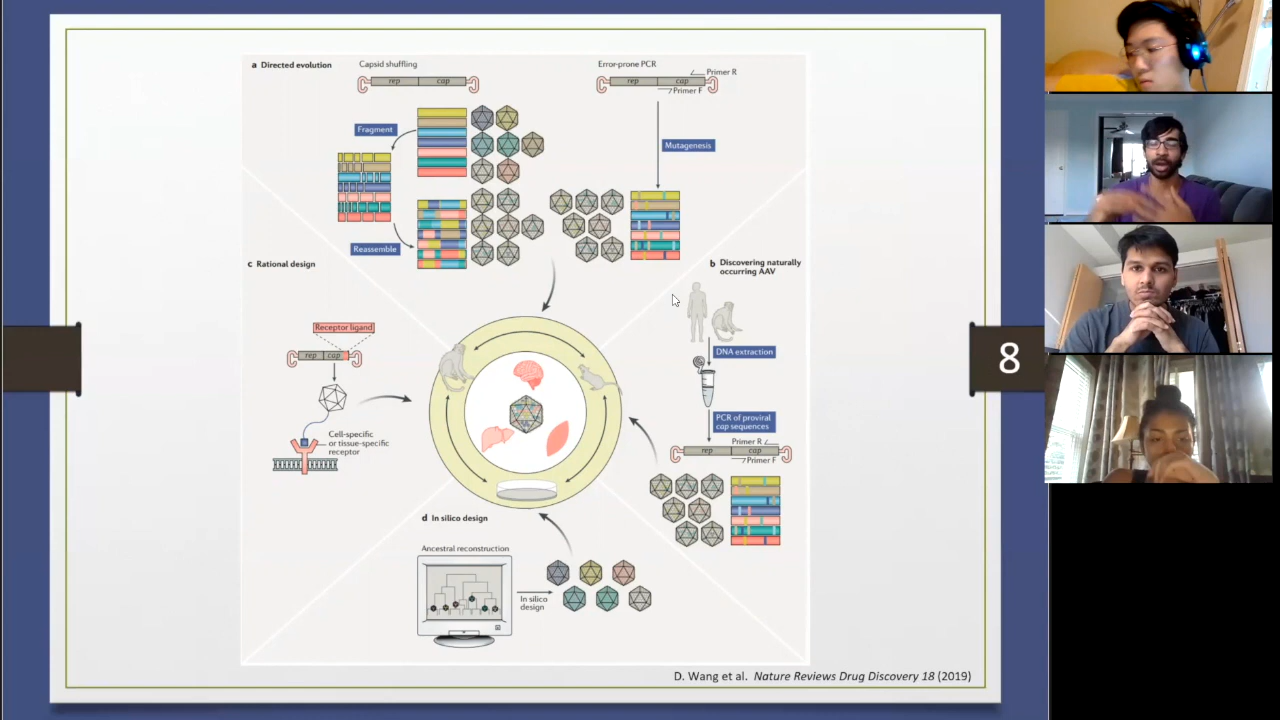 a Directed evolution
Capsid shuffling
rep cap
Fragment
Reassemble
Error-prone PCR
Primer R
rep cap
Primer F
Mutagenesis
c Rational design
Receptor ligand
rep cap
Cell-specific
or tissue-specific
receptor
b Discovering naturally
occurring AAV
DNA extraction
PCR of proviral
cap sequences
Primer R
rep cap
Primer F
d In silico design
Ancestral reconstruction
In silico
design
8
D. Wang et al. Nature Reviews Drug Discovery 18 (2019)